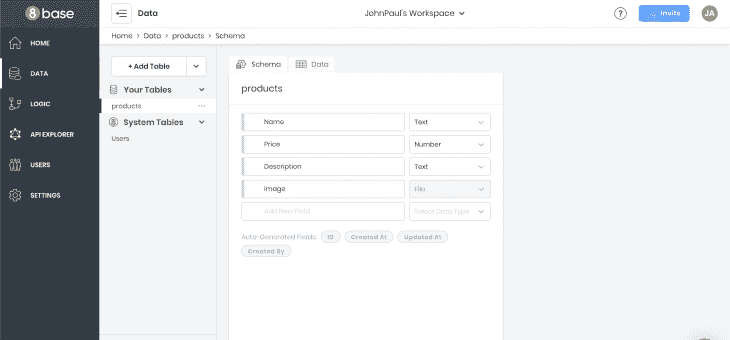 8 base
Data
JohnPaul's Workspace
?
Invite
JA
Home > Data > products > Schema
HOME
DATA
LOGIC
API EXPLORER
USERS
SETTINGS
+ Add Table
Your Tables
products
System Tables
Users
Schema
Data
products
Name
Text
Price
Number
Description
Text
image
File
Add New Field
Select Data Type
Auto-Generated Fields:
ID
Created At
Updated At
Created By